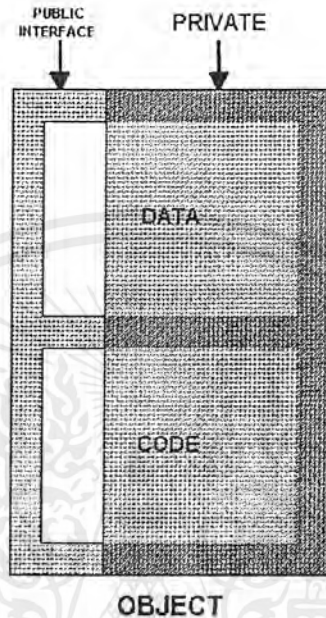 PUBLIC
INTERFACE
PRIVATE
DATA
CODE
OBJECT